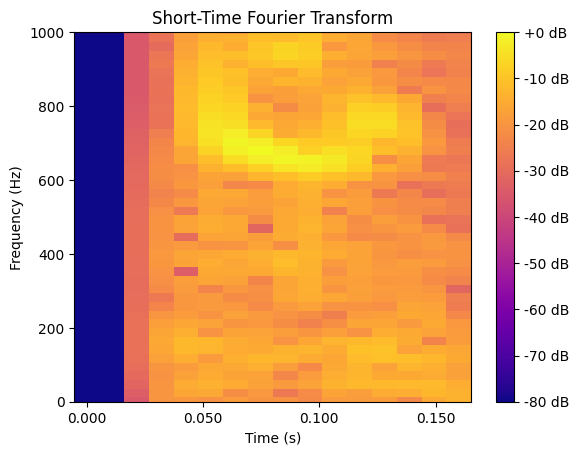 Short-Time Fourier Transform
1000
800
600
400
200
0
Frequency (Hz)
0.000
0.050
0.100
0.150
Time (s)
+0 dB
-10 dB
-20 dB
-30 dB
-40 dB
-50 dB
-60 dB
-70 dB
-80 dB